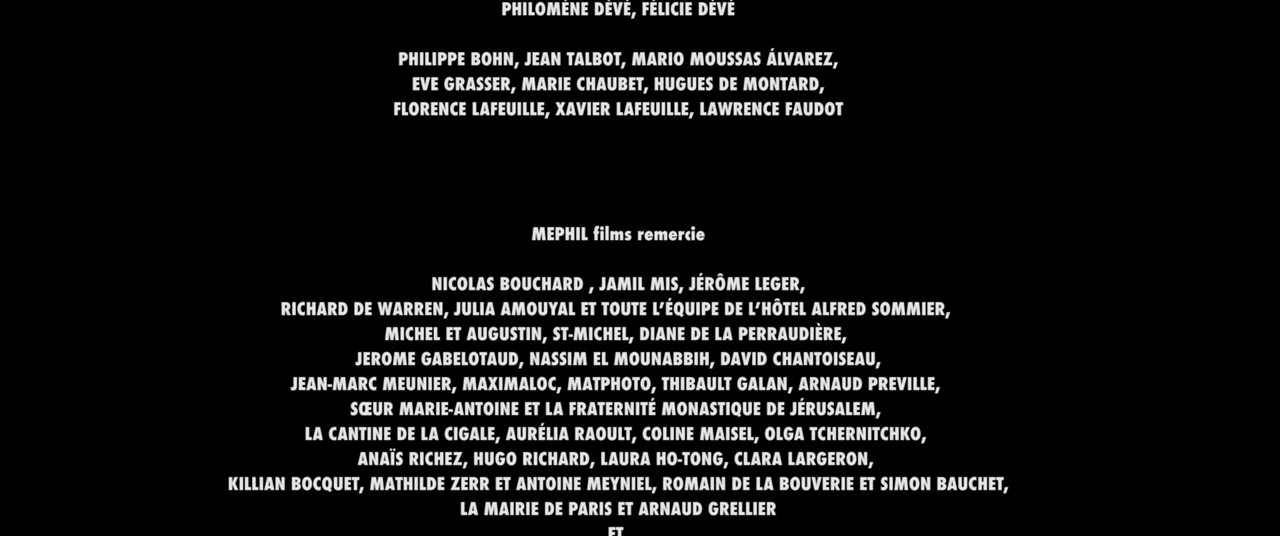 PHILOMÈNE DÉVÉ, FÉLICIE DÉVÉ
PHILIPPE BOHN, JEAN TALBOT, MARIO MOUSSAS ÁLVAREZ,
EVE GRASSER, MARIE CHAUBET, HUGUES DE MONTARD,
FLORENCE LAFEUILLE, XAVIER LAFEUILLE, LAWRENCE FAUDOT
MEPHIL films remercie
NICOLAS BOUCHARD , JAMIL MIS, JÉRÔME LEGER,
RICHARD DE WARREN, JULIA AMOUYAL ET TOUTE L'ÉQUIPE DE L'HÔTEL ALFRED SOMMIER,
MICHEL ET AUGUSTIN, ST-MICHEL, DIANE DE LA PERRAUDIÈRE,
JEROME GABELOTAUD, NASSIM EL MOUNABBIH, DAVID CHANTOISEAU,
JEAN-MARC MEUNIER, MAXIMALOC, MATPHOTO, THIBAULT GALAN, ARNAUD PREVILLE,
SŒUR MARIE-ANTOINE ET LA FRATERNITÉ MONASTIQUE DE JÉRUSALEM,
LA CANTINE DE LA CIGALE, AURÉLIA RAOULT, COLINE MAISEL, OLGA TCHERNITCHKO,
ANAÏS RICHEZ, HUGO RICHARD, LAURA HO-TONG, CLARA LARGERON,
KILLIAN BOCQUET, MATHILDE ZERR ET ANTOINE MEYNIEL, ROMAIN DE LA BOUVERIE ET SIMON BAUCHET,
LA MAIRIE DE PARIS ET ARNAUD GRELLIER
ET